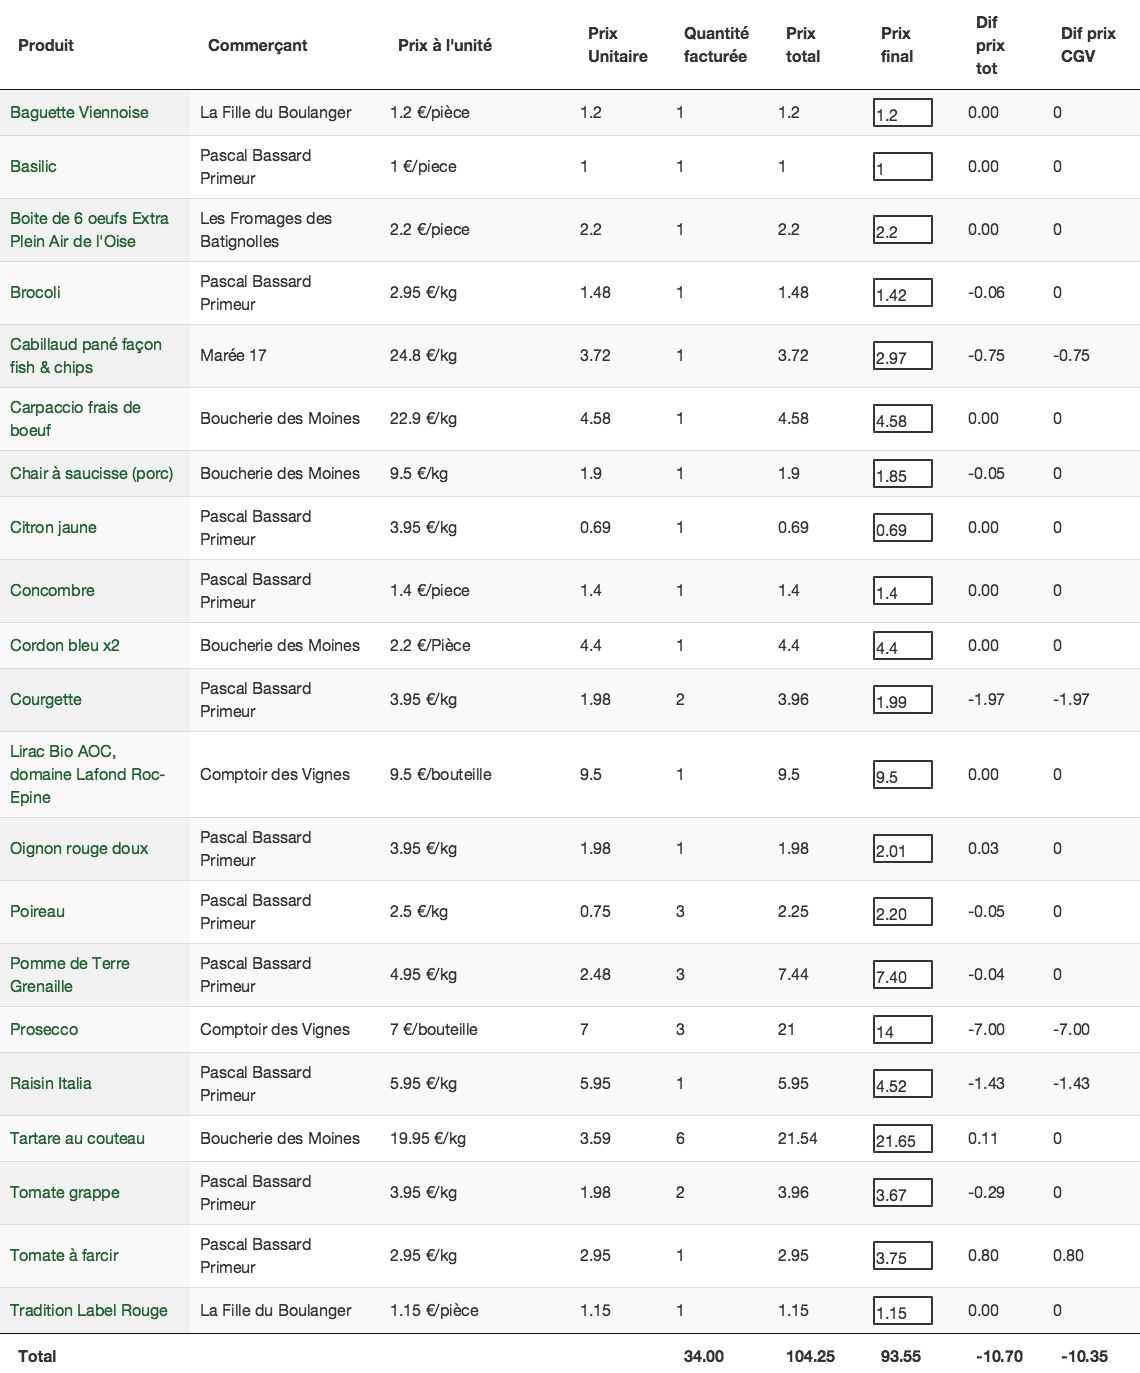 Produit Commerçant Prix à l'unité Prix Unitaire Quantité facturée Prix total Prix final Dif prix tot Dif prix CGV
Baguette Viennoise La Fille du Boulanger 1.2 €/pièce 1.2 1 1.2 1.2 0.00 0
Basilic Pascal Bassard Primeur 1 €/piece 1 1 1 1 0.00 0
Boite de 6 oeufs Extra Plein Air de l'Oise Les Fromages des Batignolles 2.2 €/piece 2.2 1 2.2 2.2 0.00 0
Brocoli Pascal Bassard Primeur 2.95 €/kg 1.48 1 1.48 1.42 -0.06 0
Cabillaud pané façon fish & chips Marée 17 24.8 €/kg 3.72 1 3.72 2.97 -0.75 -0.75
Carpaccio frais de boeuf Boucherie des Moines 22.9 €/kg 4.58 1 4.58 4.58 0.00 0
Chair à saucisse (porc) Boucherie des Moines 9.5 €/kg 1.9 1 1.9 1.85 -0.05 0
Citron jaune Pascal Bassard Primeur 3.95 €/kg 0.69 1 0.69 0.69 0.00 0
Concombre Pascal Bassard Primeur 1.4 €/piece 1.4 1 1.4 1.4 0.00 0
Cordon bleu x2 Boucherie des Moines 2.2 €/Pièce 4.4 1 4.4 4.4 0.00 0
Courgette Pascal Bassard Primeur 3.95 €/kg 1.98 2 3.96 1.99 -1.97 -1.97
Lirac Bio AOC, domaine Lafond Roc-Epine Comptoir des Vignes 9.5 €/bouteille 9.5 1 9.5 9.5 0.00 0
Oignon rouge doux Pascal Bassard Primeur 3.95 €/kg 1.98 1 1.98 2.01 0.03 0
Poireau Pascal Bassard Primeur 2.5 €/kg 0.75 3 2.25 2.20 -0.05 0
Pomme de Terre Grenaille Pascal Bassard Primeur 4.95 €/kg 2.48 3 7.44 7.40 -0.04 0
Prosecco Comptoir des Vignes 7 €/bouteille 7 3 21 14 -7.00 -7.00
Raisin Italia Pascal Bassard Primeur 5.95 €/kg 5.95 1 5.95 4.52 -1.43 -1.43
Tartare au couteau Boucherie des Moines 19.95 €/kg 3.59 6 21.54 21.65 0.11 0
Tomate grappe Pascal Bassard Primeur 3.95 €/kg 1.98 2 3.96 3.67 -0.29 0
Tomate à farcir Pascal Bassard Primeur 2.95 €/kg 2.95 1 2.95 3.75 0.80 0.80
Tradition Label Rouge La Fille du Boulanger 1.15 €/pièce 1.15 1 1.15 1.15 0.00 0
Total 34.00 104.25 93.55 -10.70 -10.35